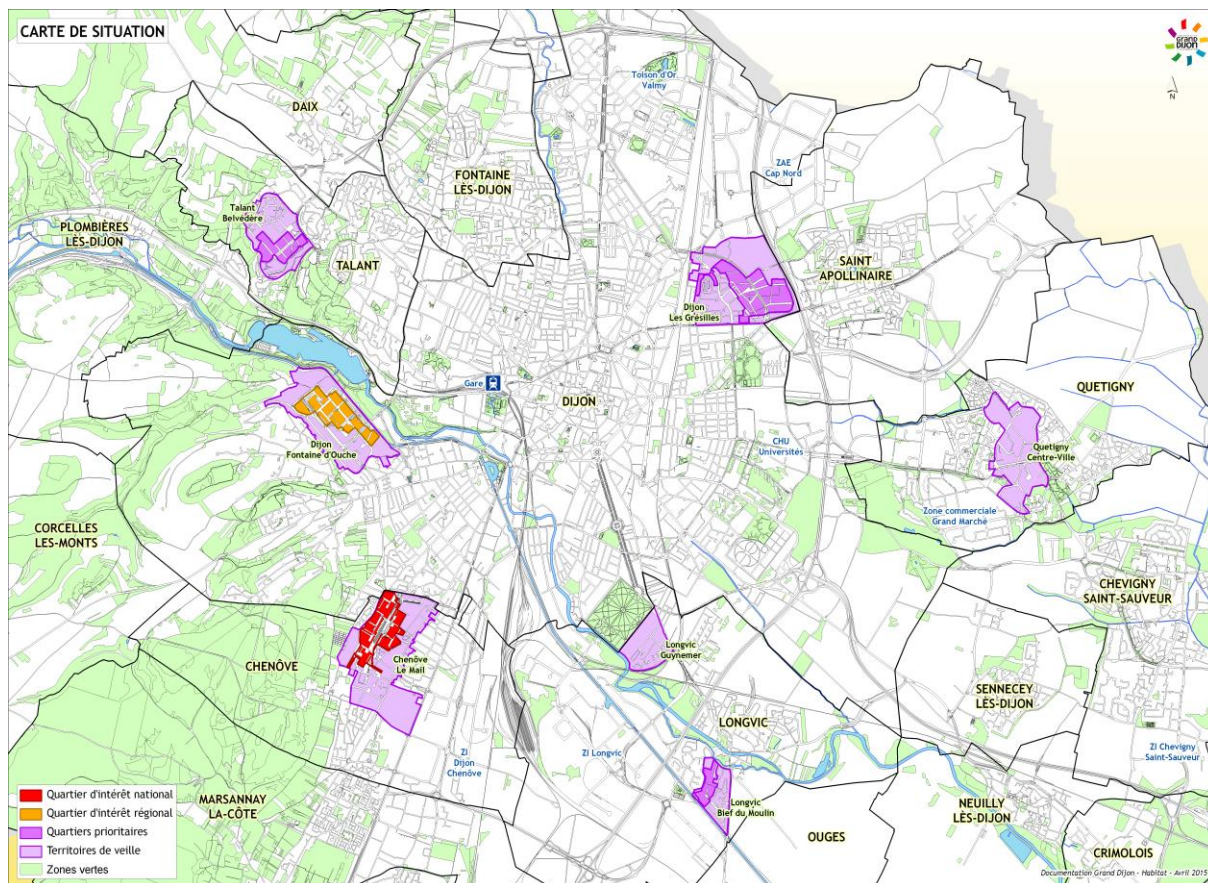 CARTE DE SITUATION
GRAND
DIJON
N
Toison d'Or
Valmy
DAIX
ZAE
Cap Nord
FONTAINE
LÈS-DIJON
Talant
Belvédère
PLOMBIÈRES
LÈS-DIJON
TALANT
SAINT
APOLLINAIRE
Dijon
Les Grésilles
Gare
DIJON
QUETIGNY
Dijon
Fontaine d'Ouche
CHU
Universités
Quetigny
Centre-Ville
Zone commerciale
Grand Marché
CORCELLES
LES-MONTS
CHEVIGNY
SAINT-SAUVEUR
CHENÔVE
Chenôve
Le Mail
Longvic
Guynemer
SENNECEY
LÈS-DIJON
LONGVIC
ZI
Dijon
Chenôve
ZI Longvic
ZI Chevigny
Saint-Sauveur
MARSANNAY
LA-CÔTE
Longvic
Bief du Moulin
NEUILLY
LÈS-DIJON
OUGES
CRIMOLOIS
Quartier d'intérêt national
Quartier d'intérêt régional
Quartiers prioritaires
Territoires de veille
Zones vertes
Documentation Grand Dijon - Habitat - Avril 2015